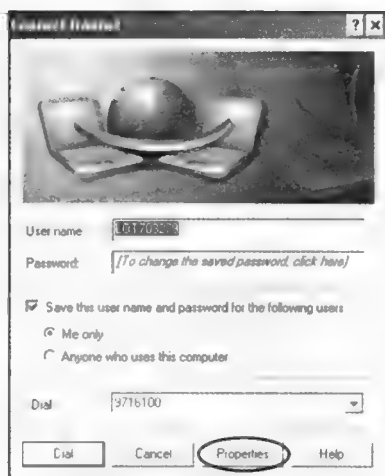 User name
Password: [To change the saved password, click here]
Save this user name and password for the following users
Me only
Anyone who uses this computer
Dial 9716100
Dial Cancel Properties Help